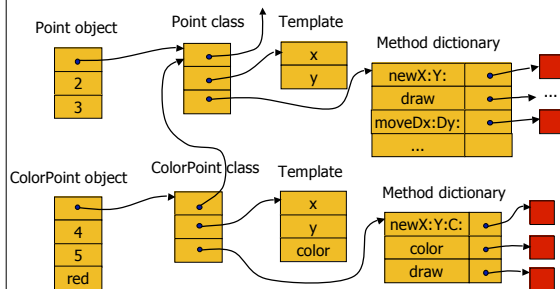 Point object
Point class
Template
Method dictionary
2
3
x
y
newX:Y:
draw
...
moveDx:Dy:
...
ColorPoint object
ColorPoint class
Template
Method dictionary
4
5
red
x
y
color
newX:Y:C:
color
draw